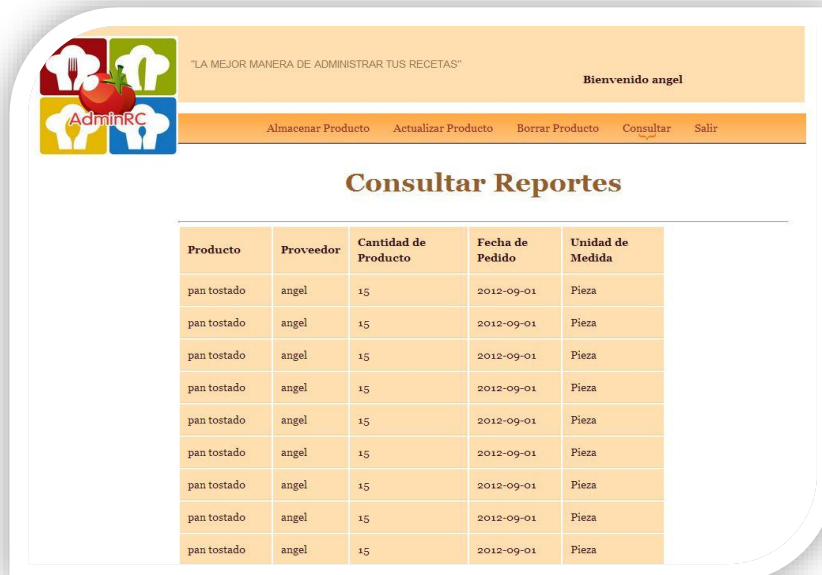 "LA MEJOR MANERA DE ADMINISTRAR TUS RECETAS"
Bienvenido angel
AdminRC
Almacenar Producto Actualizar Producto Borrar Producto Consultar Salir
Consultar Reportes
Producto Proveedor Cantidad de Producto Fecha de Pedido Unidad de Medida
pan tostado angel 15 2012-09-01 Pieza
pan tostado angel 15 2012-09-01 Pieza
pan tostado angel 15 2012-09-01 Pieza
pan tostado angel 15 2012-09-01 Pieza
pan tostado angel 15 2012-09-01 Pieza
pan tostado angel 15 2012-09-01 Pieza
pan tostado angel 15 2012-09-01 Pieza
pan tostado angel 15 2012-09-01 Pieza
pan tostado angel 15 2012-09-01 Pieza